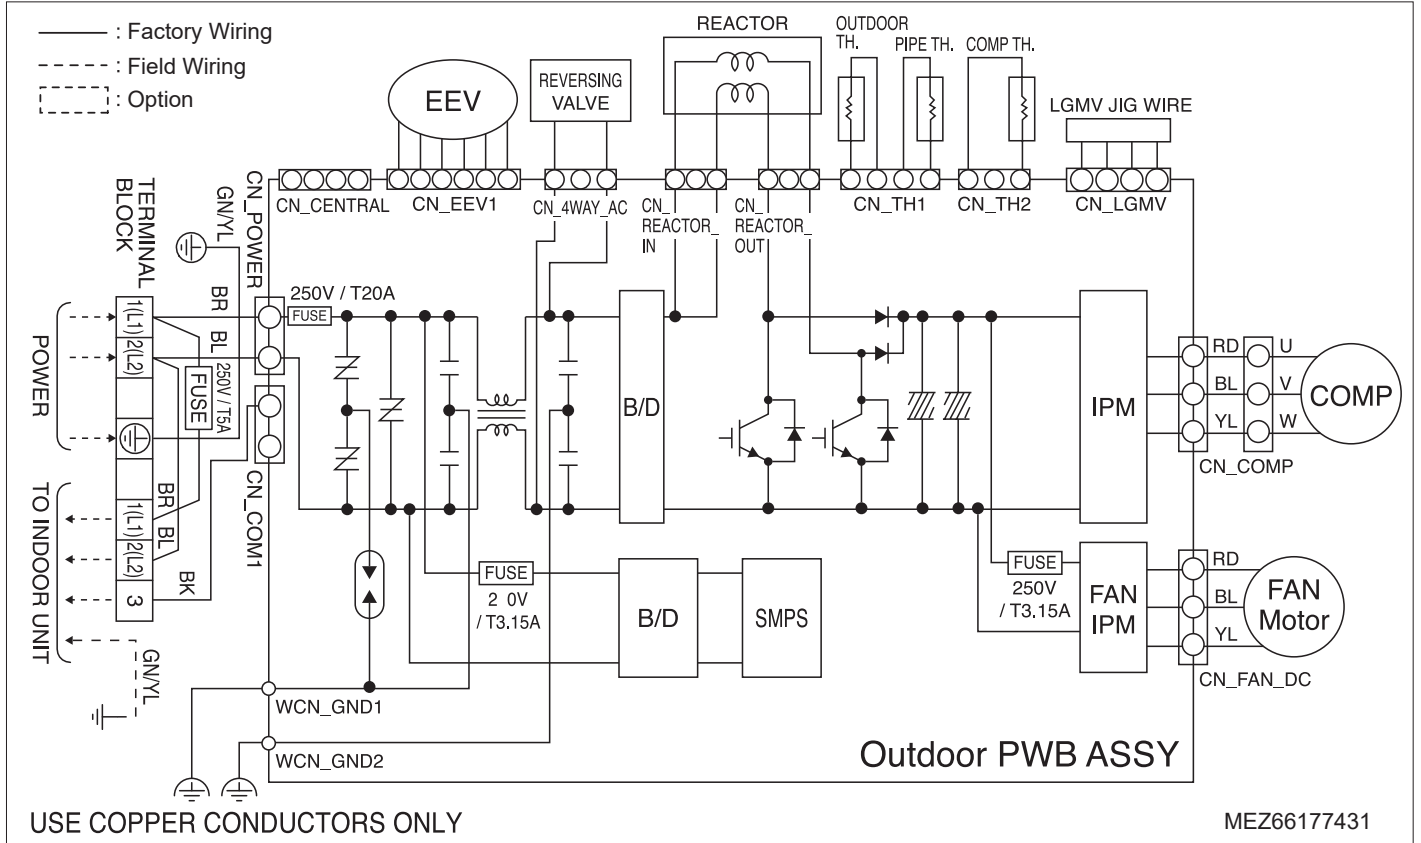 : Factory Wiring
: Field Wiring
: Option
EEV
REVERSING
VALVE
REACTOR
OUTDOOR
TH.
PIPE TH.
COMP TH.
LGMV JIG WIRE
CN_CENTRAL
CN_EEV1
CN_4WAY_AC
CN_
REACTOR_
IN
CN_
REACTOR_
OUT
CN_TH1
CN_TH2
CN_LGMV
TERMINAL
BLOCK
GN/YL
CN_POWER
POWER
1(L1)
2(L2)
BR
BL
FUSE
250V / T5A
250V / T20A
FUSE
B/D
IPM
RD
BL
YL
U
V
W
COMP
CN_COMP
TO INDOOR UNIT
1(L1)
2(L2)
3
BR
BL
BK
CN_COM1
GN/YL
FUSE
2 0V
/ T3.15A
B/D
SMPS
FUSE
250V
/ T3.15A
FAN
IPM
RD
BL
YL
FAN
Motor
CN_FAN_DC
WCN_GND1
WCN_GND2
Outdoor PWB ASSY
USE COPPER CONDUCTORS ONLY
MEZ66177431